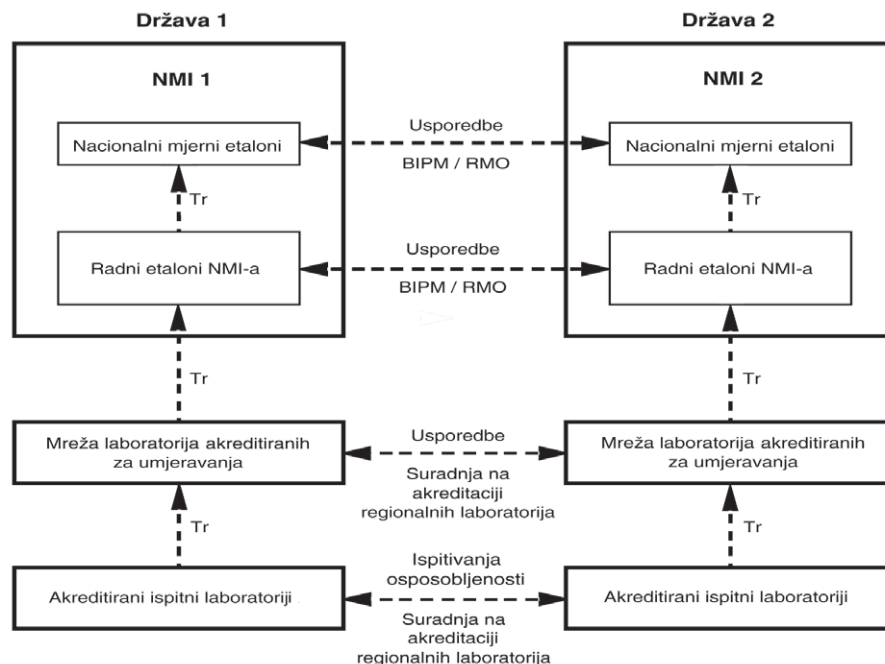 Država 1
Država 2
NMI 1
NMI 2
Nacionalni mjerni etaloni
Usporedbe
BIPM / RMO
Nacionalni mjerni etaloni
Tr
Tr
Radni etaloni NMI-a
Usporedbe
BIPM / RMO
Radni etaloni NMI-a
Tr
Tr
Mreža laboratorija akreditiranih
za umjeravanja
Usporedbe
Suradnja na
akreditaciji
regionalnih laboratorija
Mreža laboratorija akreditiranih
za umjeravanja
Tr
Tr
Akreditirani ispitni laboratoriji
Ispitivanja
osposobljenosti
Suradnja na
akreditaciji
regionalnih laboratorija
Akreditirani ispitni laboratoriji